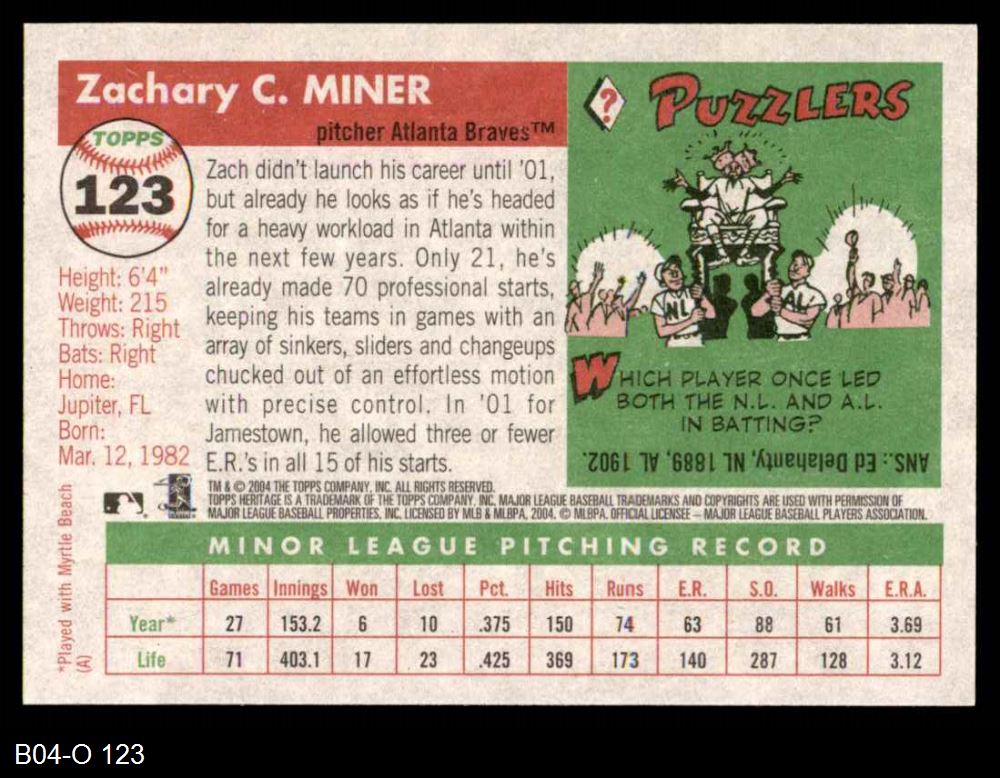 Zachary C. MINER
pitcher Atlanta Braves™
TOPPS
123
Height: 6'4"
Weight: 215
Throws: Right
Bats: Right
Home:
Jupiter, FL
Born:
Mar. 12, 1982
Zach didn't launch his career until '01,
but already he looks as if he's headed
for a heavy workload in Atlanta within
the next few years. Only 21, he's
already made 70 professional starts,
keeping his teams in games with an
array of sinkers, sliders and changeups
chucked out of an effortless motion
with precise control. In '01 for
Jamestown, he allowed three or fewer
E.R.'s in all 15 of his starts.
?
PUZZLERS
NL
AL
WHICH PLAYER ONCE LED
BOTH THE N.L. AND A.L.
IN BATTING?
ANS.: Ed Delahanty, NL 1899, AL 1902.
TM & © 2004 THE TOPPS COMPANY, INC. ALL RIGHTS RESERVED.
TOPPS HERITAGE IS A TRADEMARK OF THE TOPPS COMPANY, INC. MAJOR LEAGUE BASEBALL TRADEMARKS AND COPYRIGHTS ARE USED WITH PERMISSION OF
MAJOR LEAGUE BASEBALL PROPERTIES, INC. LICENSED BY MLB & MLBPA, 2004. © MLBPA. OFFICIAL LICENSEE – MAJOR LEAGUE BASEBALL PLAYERS ASSOCIATION.
*Played with Myrtle Beach
(A)
MINOR LEAGUE PITCHING RECORD
Games Innings Won Lost Pct. Hits Runs E.R. S.O. Walks E.R.A.
Year* 27 153.2 6 10 .375 150 74 63 88 61 3.69
Life 71 403.1 17 23 .425 369 173 140 287 128 3.12
B04-O 123